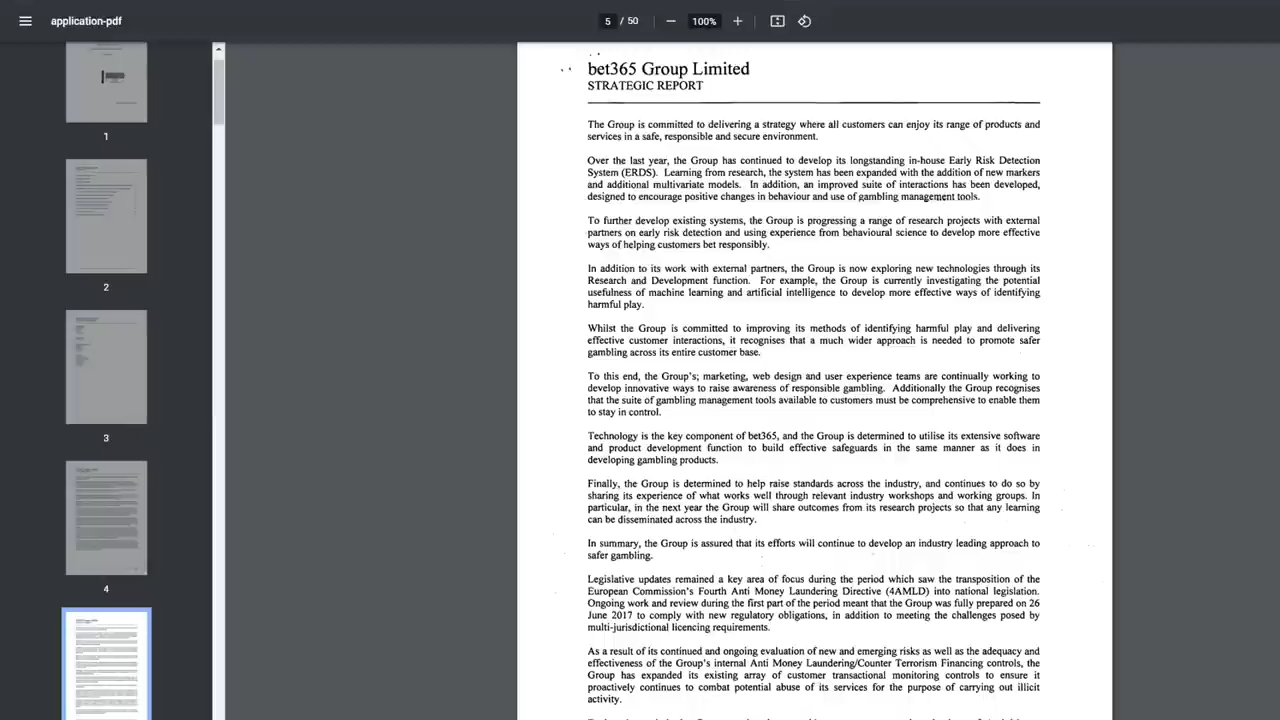 application-pdf
5 / 50
100%
1
2
3
4
bet365 Group Limited
STRATEGIC REPORT
The Group is committed to delivering a strategy where all customers can enjoy its range of products and
services in a safe, responsible and secure environment.
Over the last year, the Group has continued to develop its longstanding in-house Early Risk Detection
System (ERDS). Learning from research, the system has been expanded with the addition of new markers
and additional multivariate models. In addition, an improved suite of interactions has been developed,
designed to encourage positive changes in behaviour and use of gambling management tools.
To further develop existing systems, the Group is progressing a range of research projects with external
partners on early risk detection and using experience from behavioural science to develop more effective
ways of helping customers bet responsibly.
In addition to its work with external partners, the Group is now exploring new technologies through its
Research and Development function. For example, the Group is currently investigating the potential
usefulness of machine learning and artificial intelligence to develop more effective ways of identifying
harmful play.
Whilst the Group is committed to improving its methods of identifying harmful play and delivering
effective customer interactions, it recognises that a much wider approach is needed to promote safer
gambling across its entire customer base.
To this end, the Group's; marketing, web design and user experience teams are continually working to
develop innovative ways to raise awareness of responsible gambling. Additionally the Group recognises
that the suite of gambling management tools available to customers must be comprehensive to enable them
to stay in control.
Technology is the key component of bet365, and the Group is determined to utilise its extensive software
and product development function to build effective safeguards in the same manner as it does in
developing gambling products.
Finally, the Group is determined to help raise standards across the industry, and continues to do so by
sharing its experience of what works well through relevant industry workshops and working groups. In
particular, in the next year the Group will share outcomes from its research projects so that any learning
can be disseminated across the industry.
In summary, the Group is assured that its efforts will continue to develop an industry leading approach to
safer gambling.
Legislative updates remained a key area of focus during the period which saw the transposition of the
European Commission's Fourth Anti Money Laundering Directive (4AMLD) into national legislation.
Ongoing work and review during the first part of the period meant that the Group was fully prepared on 26
June 2017 to comply with new regulatory obligations, in addition to meeting the challenges posed by
multi-jurisdictional licencing requirements.
As a result of its continued and ongoing evaluation of new and emerging risks as well as the adequacy and
effectiveness of the Group's internal Anti Money Laundering/Counter Terrorism Financing controls, the
Group has expanded its existing array of customer transactional monitoring controls to ensure it
proactively continues to combat potential abuse of its services for the purpose of carrying out illicit
activity.